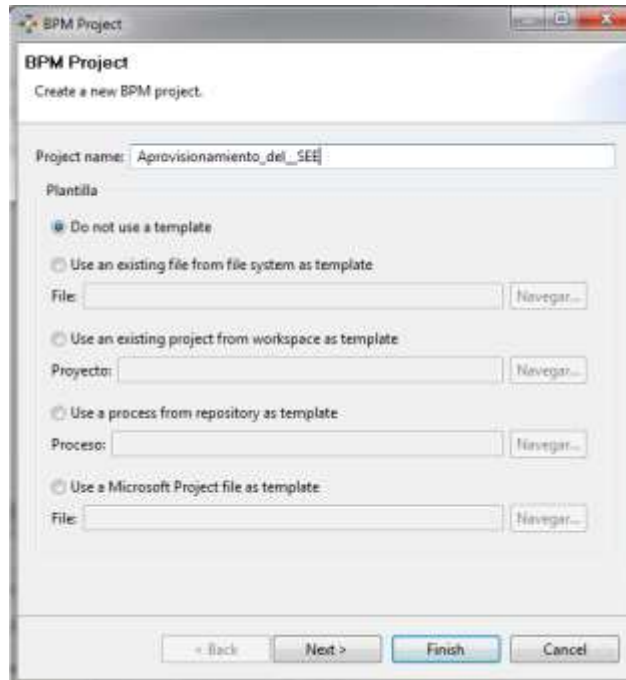 BPM Project
BPM Project
Create a new BPM project.
Project name: Aprovisionamiento_del__SEE
Plantilla
Do not use a template
Use an existing file from file system as template
File: Navegar...
Use an existing project from workspace as template
Proyecto: Navegar...
Use a process from repository as template
Proceso: Navegar...
Use a Microsoft Project file as template
File: Navegar...
< Back Next > Finish Cancel